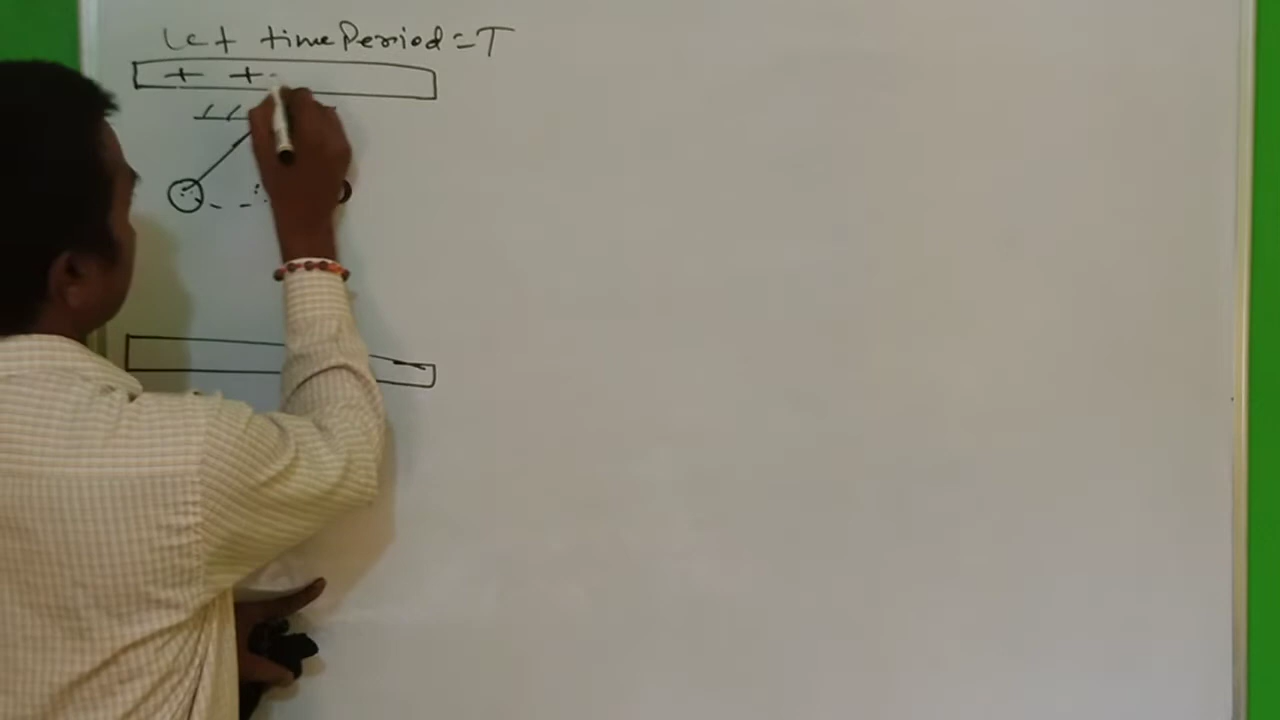 Let time Period = T
+ +